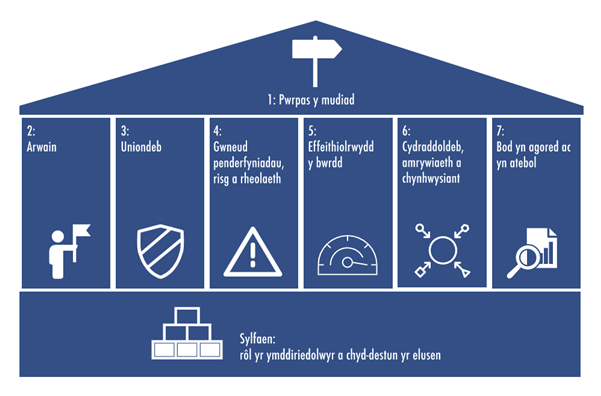 1: Pwrpas y mudiad
2:
Arwain
3:
Uniondeb
4:
Gwneud
penderfyniadau,
risg a rheolaeth
5:
Effeithiolrwydd
y bwrdd
6:
Cydraddoldeb,
amrywiaeth a
chynhwysiant
7:
Bod yn agored ac
yn atebol
Sylfaen:
rôl yr ymddiriedolwyr a chyd-destun yr elusen